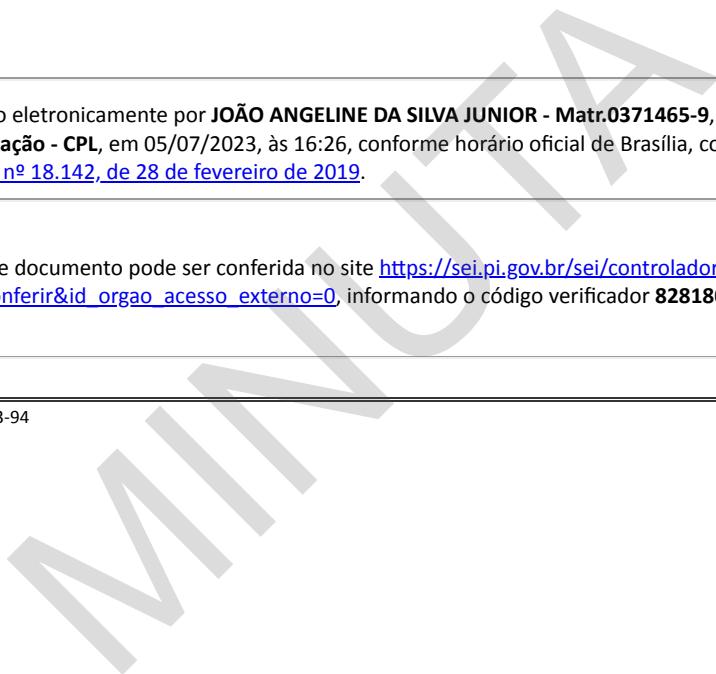 o eletronicamente por JOÃO ANGELINE DA SILVA JUNIOR - Matr.0371465-9,
ação - CPL, em 05/07/2023, às 16:26, conforme horário oficial de Brasília, co
nº 18.142, de 28 de fevereiro de 2019.
e documento pode ser conferida no site https://sei.pi.gov.br/sei/controlador
nferir&id_orgao_acesso_externo=0, informando o código verificador 82818
-94
MINUTA